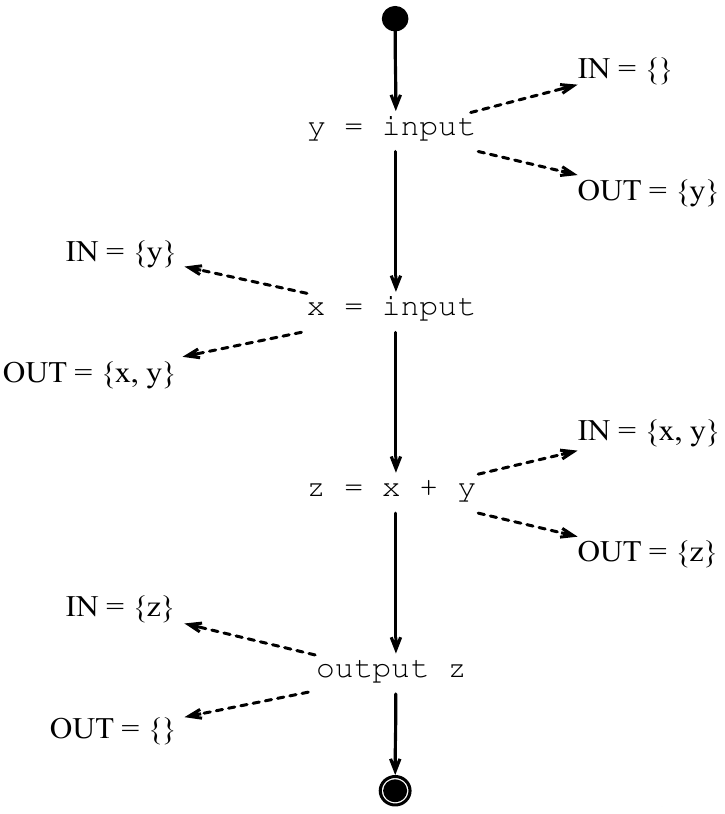 IN = {}
y = input
OUT = {y}
IN = {y}
x = input
OUT = {x, y}
IN = {x, y}
z = x + y
OUT = {z}
IN = {z}
output z
OUT = {}